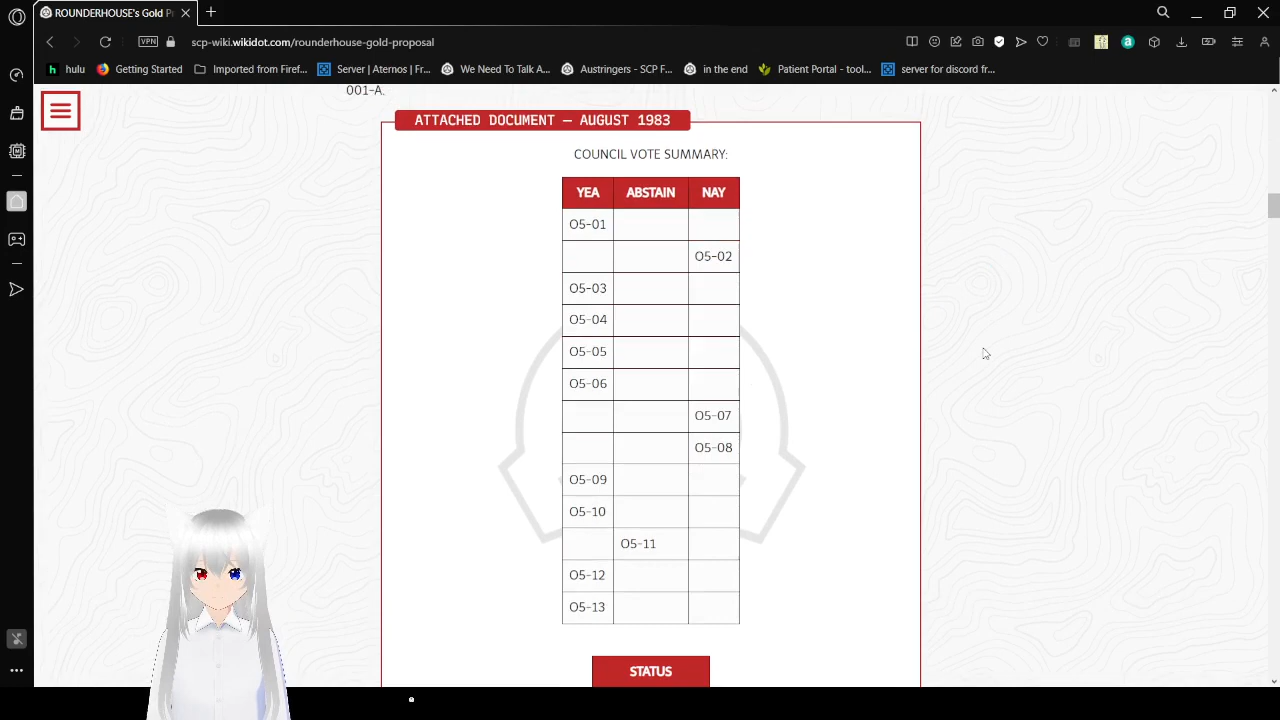 ROUNDERHOUSE's Gold P
VPN
scp-wiki.wikidot.com/rounderhouse-gold-proposal
a
h hulu
Getting Started
Imported from Firef...
Server | Aternos | Fr...
We Need To Talk A...
Austringers - SCP F...
in the end
Patient Portal - tool...
server for discord fr...
001-A.
ATTACHED DOCUMENT — AUGUST 1983
COUNCIL VOTE SUMMARY:
YEA ABSTAIN NAY
O5-01
O5-02
O5-03
O5-04
O5-05
O5-06
O5-07
O5-08
O5-09
O5-10
O5-11
O5-12
O5-13
STATUS